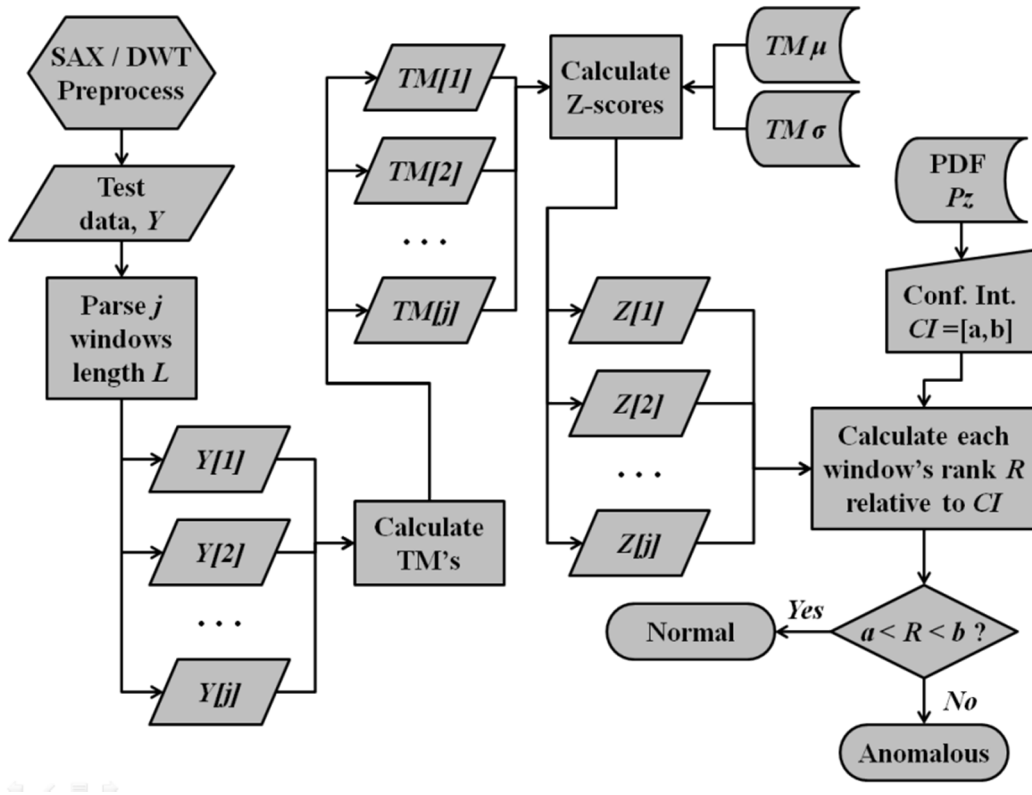 SAX / DWT
Preprocess
Test
data, Y
Parse j
windows
length L
Y[1]
Y[2]
...
Y[j]
Calculate
TM's
TM[1]
TM[2]
...
TM[j]
Calculate
Z-scores
TM μ
TM σ
Z[1]
Z[2]
...
Z[j]
PDF
Pz
Conf. Int.
CI=[a,b]
Calculate each
window's rank R
relative to CI
a < R < b ?
Yes
Normal
No
Anomalous